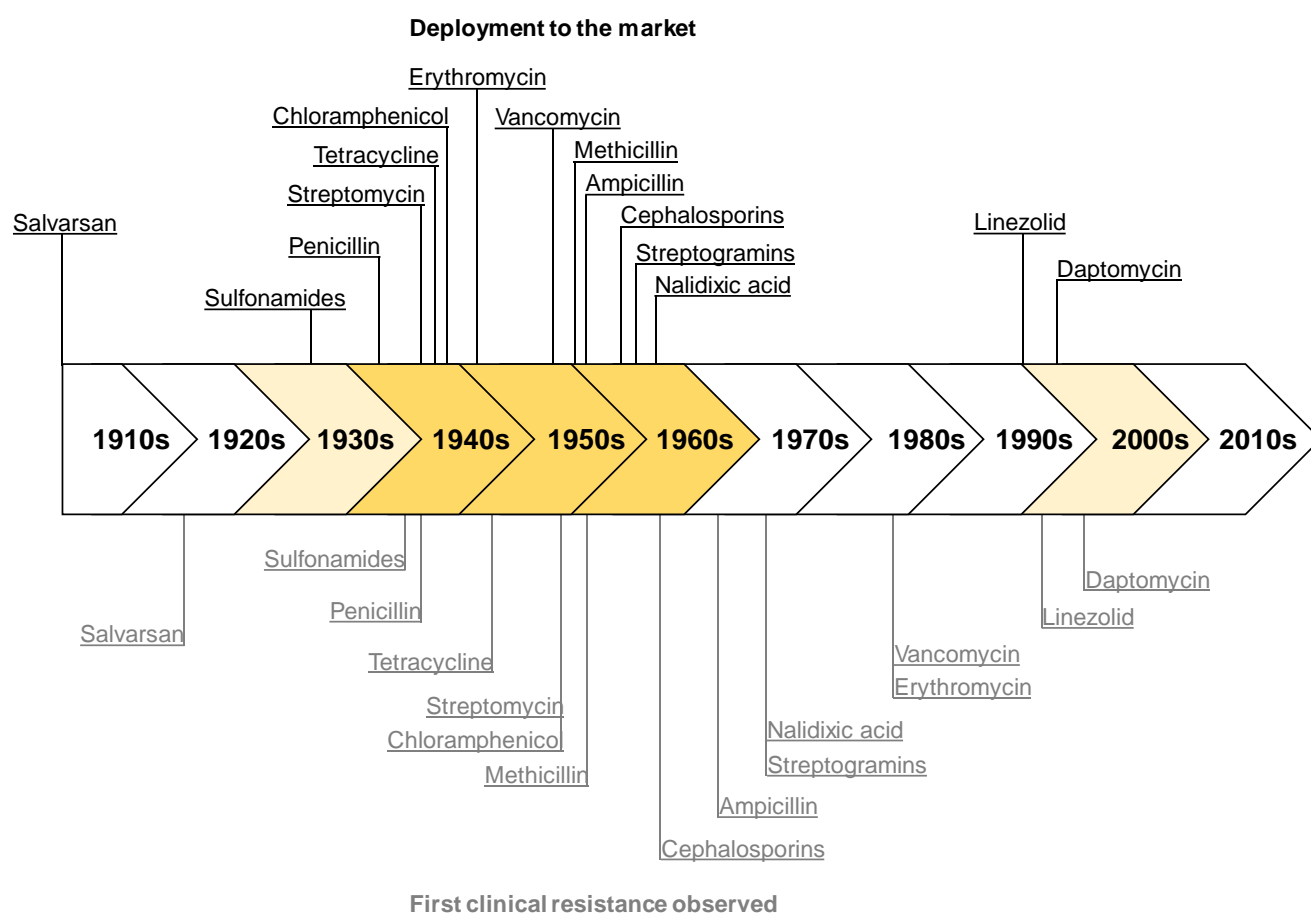 Deployment to the market
Erythromycin
Chloramphenicol
Vancomycin
Tetracycline
Methicillin
Streptomycin
Ampicillin
Salvarsan
Cephalosporins
Linezolid
Penicillin
Streptogramins
Daptomycin
Sulfonamides
Nalidixic acid
1910s 1920s 1930s 1940s 1950s 1960s 1970s 1980s 1990s 2000s 2010s
Sulfonamides
Daptomycin
Penicillin
Linezolid
Salvarsan
Tetracycline
Vancomycin
Erythromycin
Streptomycin
Nalidixic acid
Chloramphenicol
Streptogramins
Methicillin
Ampicillin
Cephalosporins
First clinical resistance observed